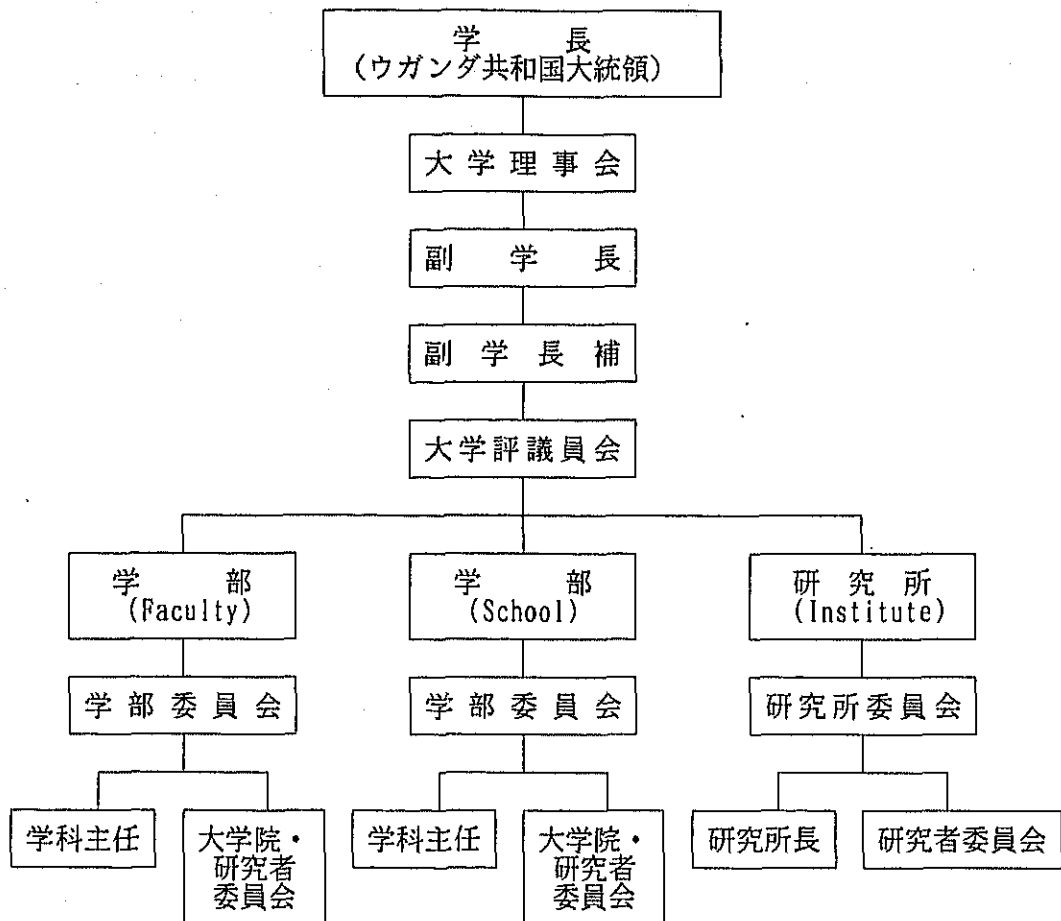 学長
(ウガンダ共和国大統領)
大学理事会
副学長
副学長補
大学評議員会
学部
(Faculty)
学部
(School)
研究所
(Institute)
学部委員会
学部委員会
研究所委員会
学科主任
大学院・
研究者
委員会
学科主任
大学院・
研究者
委員会
研究所長
研究者委員会